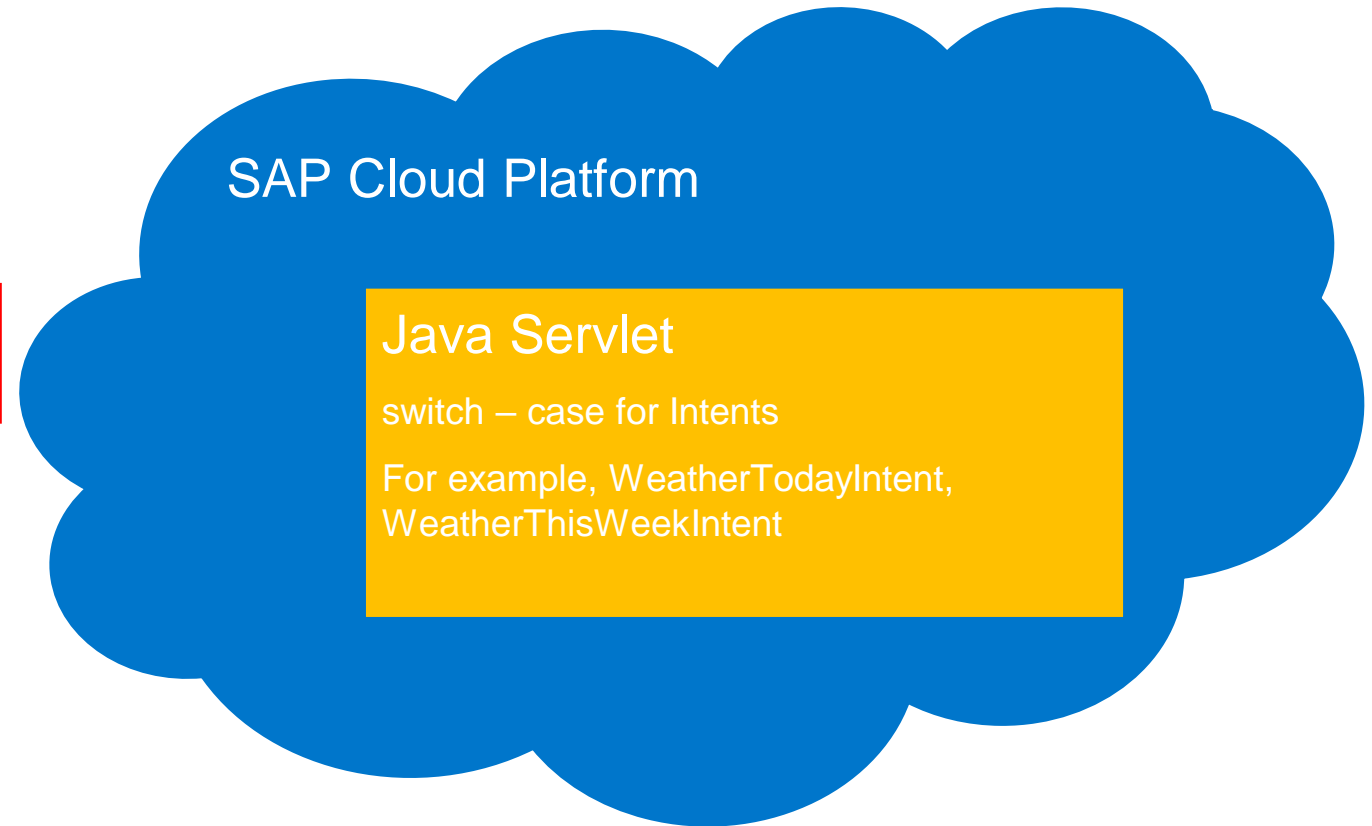 SAP Cloud Platform
Java Servlet
switch – case for Intents
For example, WeatherTodayIntent,
WeatherThisWeekIntent